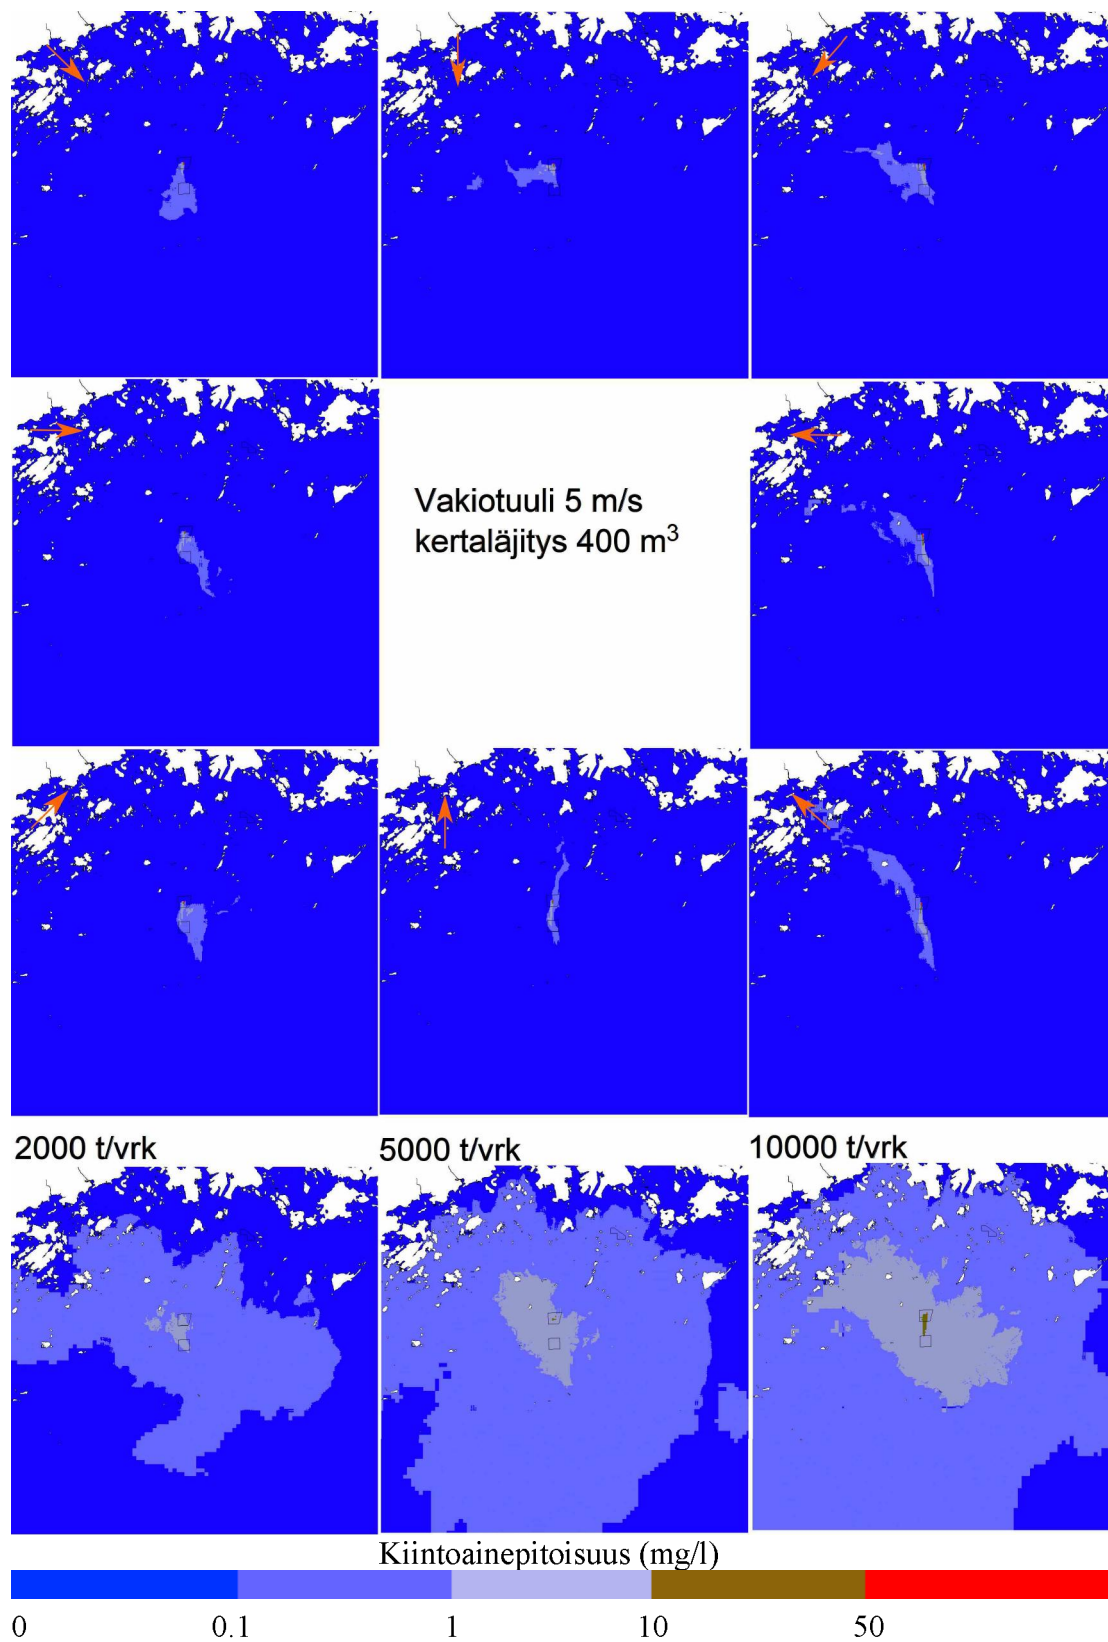 Vakiotuuli 5 m/s
kertaläjitys 400 m³
2000 t/vrk
5000 t/vrk
10000 t/vrk
Kiintoainepitoisuus (mg/l)
0 0.1 1 10 50